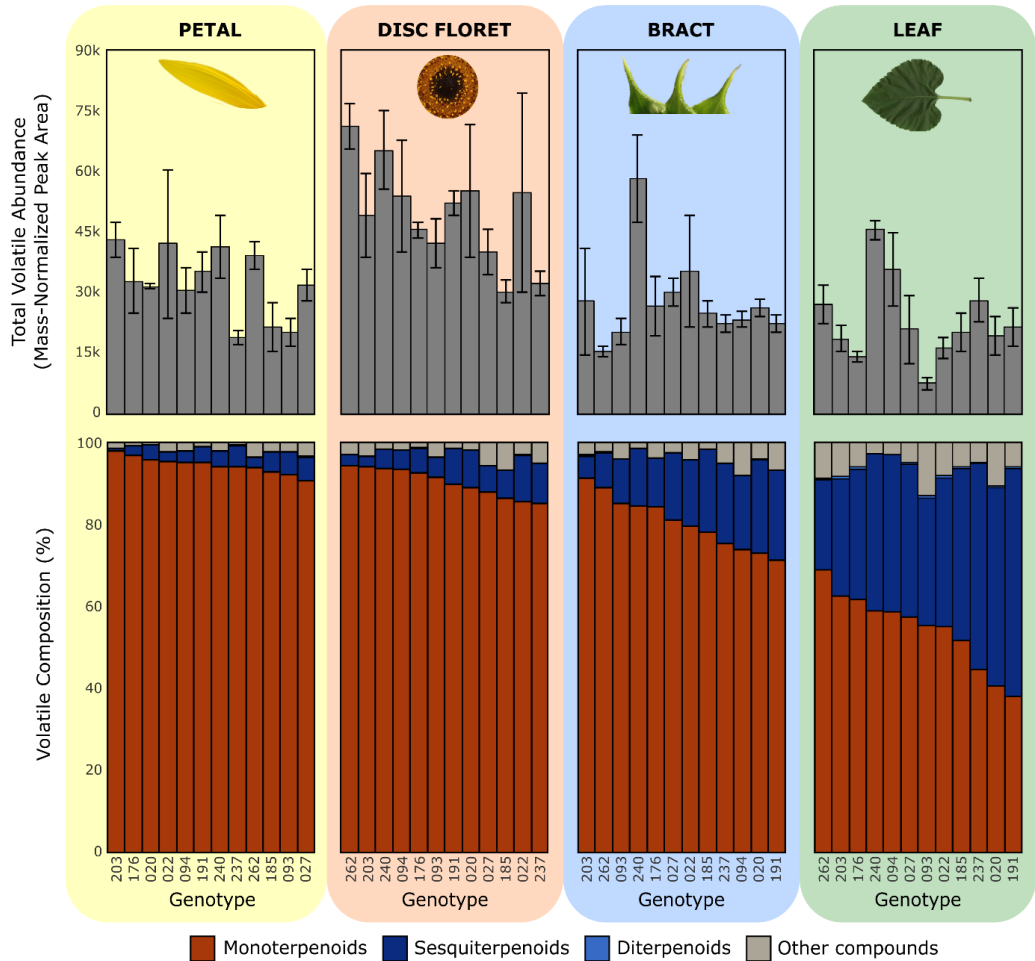 PETAL DISC FLORET BRACT LEAF
Total Volatile Abundance
(Mass-Normalized Peak Area)
90k
75k
60k
45k
30k
15k
0
Volatile Composition (%)
100
80
60
40
20
0
203 176 020 022 094 191 240 237 262 185 093 027
262 203 240 094 176 093 191 020 027 185 022 237
203 262 093 240 176 027 022 185 237 094 020 191
262 203 176 240 094 027 093 022 185 237 020 191
Genotype Genotype Genotype Genotype
Monoterpenoids Sesquiterpenoids Diterpenoids Other compounds